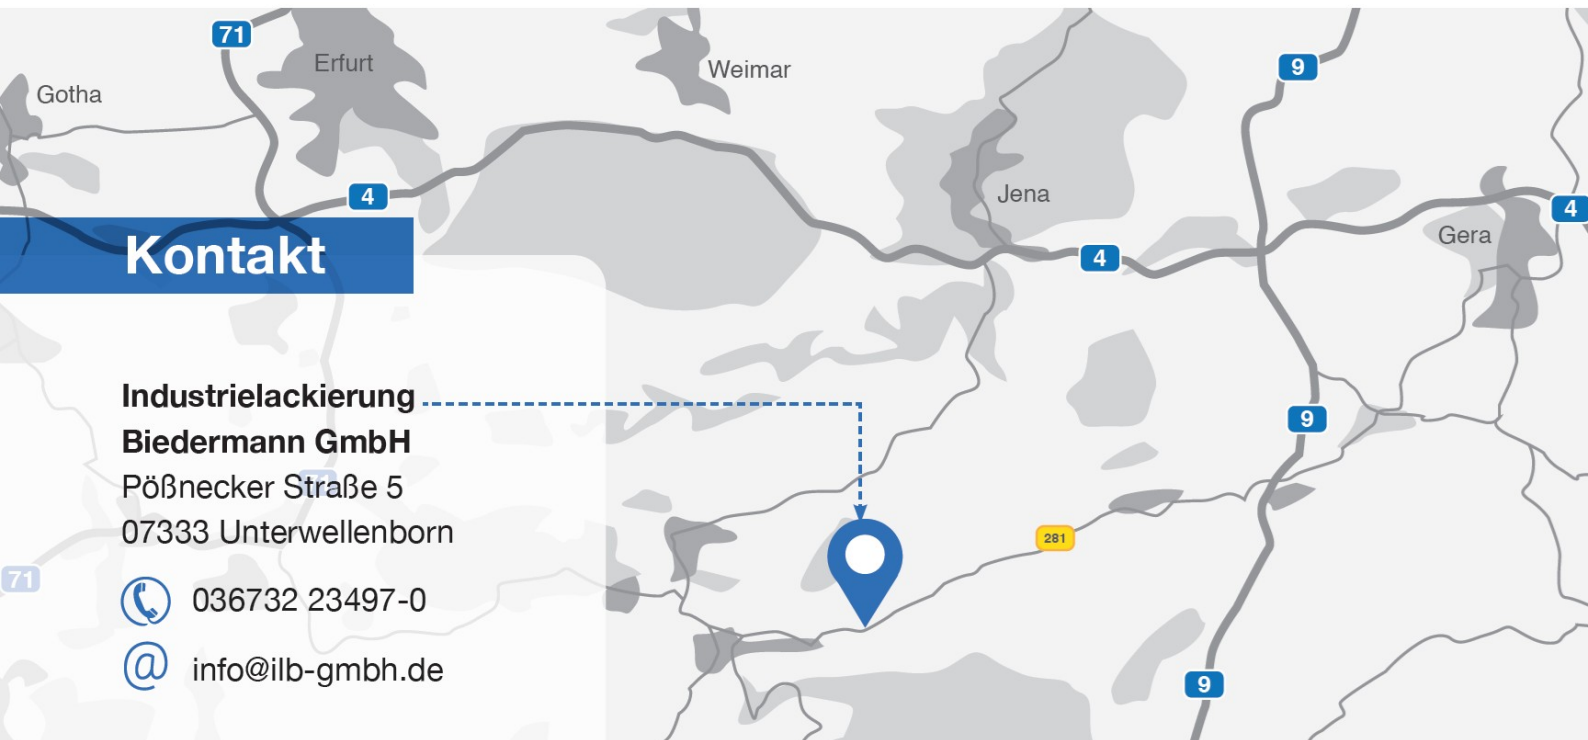 71
Erfurt
Weimar
9
Gotha
4
Jena
4
Gera
4
Kontakt
Industrielackierung
Biedermann GmbH
Pößnecker Straße 5
07333 Unterwellenborn
71
71
036732 23497-0
info@ilb-gmbh.de
9
281
9